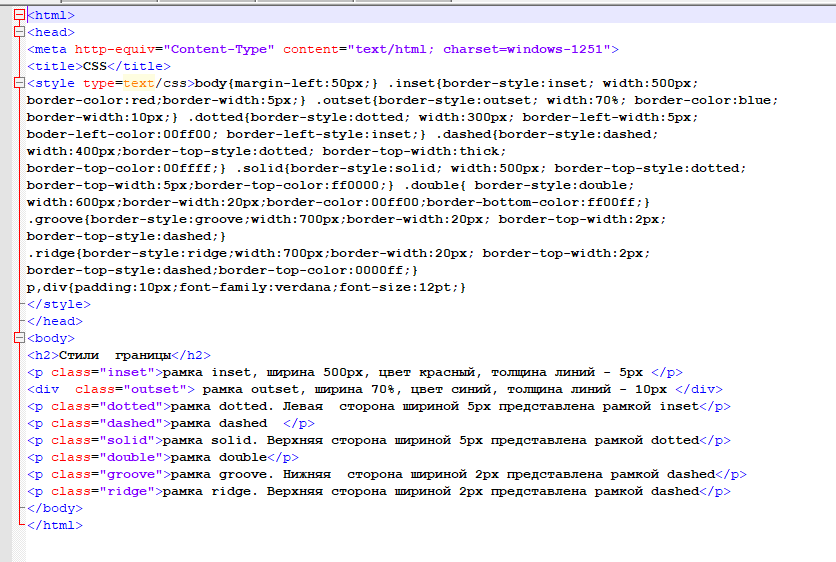 <html>
<head>
<meta http-equiv="Content-Type" content="text/html; charset=windows-1251">
<title>CSS</title>
<style type=text/css>body{margin-left:50px;} .inset{border-style:inset; width:500px;
border-color:red;border-width:5px;} .outset{border-style:outset; width:70%; border-color:blue;
border-width:10px;} .dotted{border-style:dotted; width:300px; border-left-width:5px;
boder-left-color:00ff00; border-left-style:inset;} .dashed{border-style:dashed;
width:400px;border-top-style:dotted; border-top-width:thick;
border-top-color:00ffff;} .solid{border-style:solid; width:500px; border-top-style:dotted;
border-top-width:5px;border-top-color:ff0000;} .double{ border-style:double;
width:600px;border-width:20px;border-color:00ff00;border-bottom-color:ff00ff;}
.groove{border-style:groove;width:700px;border-width:20px; border-top-width:2px;
border-top-style:dashed;}
.ridge{border-style:ridge;width:700px;border-width:20px; border-top-width:2px;
border-top-style:dashed;border-top-color:0000ff;}
p,div{padding:10px;font-family:verdana;font-size:12pt;}
</style>
</head>
<body>
<h2>Стили  границы</h2>
<p class="inset">рамка inset, ширина 500px, цвет красный, толщина линий - 5px </p>
<div  class="outset"> рамка outset, ширина 70%, цвет синий, толщина линий - 10px </div>
<p class="dotted">рамка dotted. Левая  сторона шириной 5px представлена рамкой inset</p>
<p class="dashed">рамка dashed  </p>
<p class="solid">рамка solid. Верхняя сторона шириной 5px представлена рамкой dotted</p>
<p class="double">рамка double</p>
<p class="groove">рамка groove. Нижняя  сторона шириной 2px представлена рамкой dashed</p>
<p class="ridge">рамка ridge. Верхняя сторона шириной 2px представлена рамкой dashed</p>
</body>
</html>